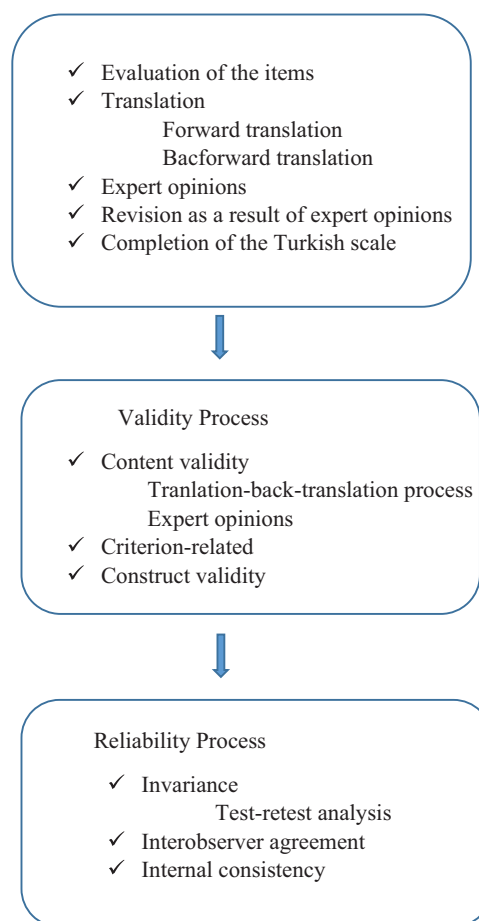 ✓ Evaluation of the items
✓ Translation
Forward translation
Bacforward translation
✓ Expert opinions
✓ Revision as a result of expert opinions
✓ Completion of the Turkish scale
Validity Process
✓ Content validity
Tranlation-back-translation process
Expert opinions
✓ Criterion-related
✓ Construct validity
Reliability Process
✓ Invariance
Test-retest analysis
✓ Interobserver agreement
✓ Internal consistency